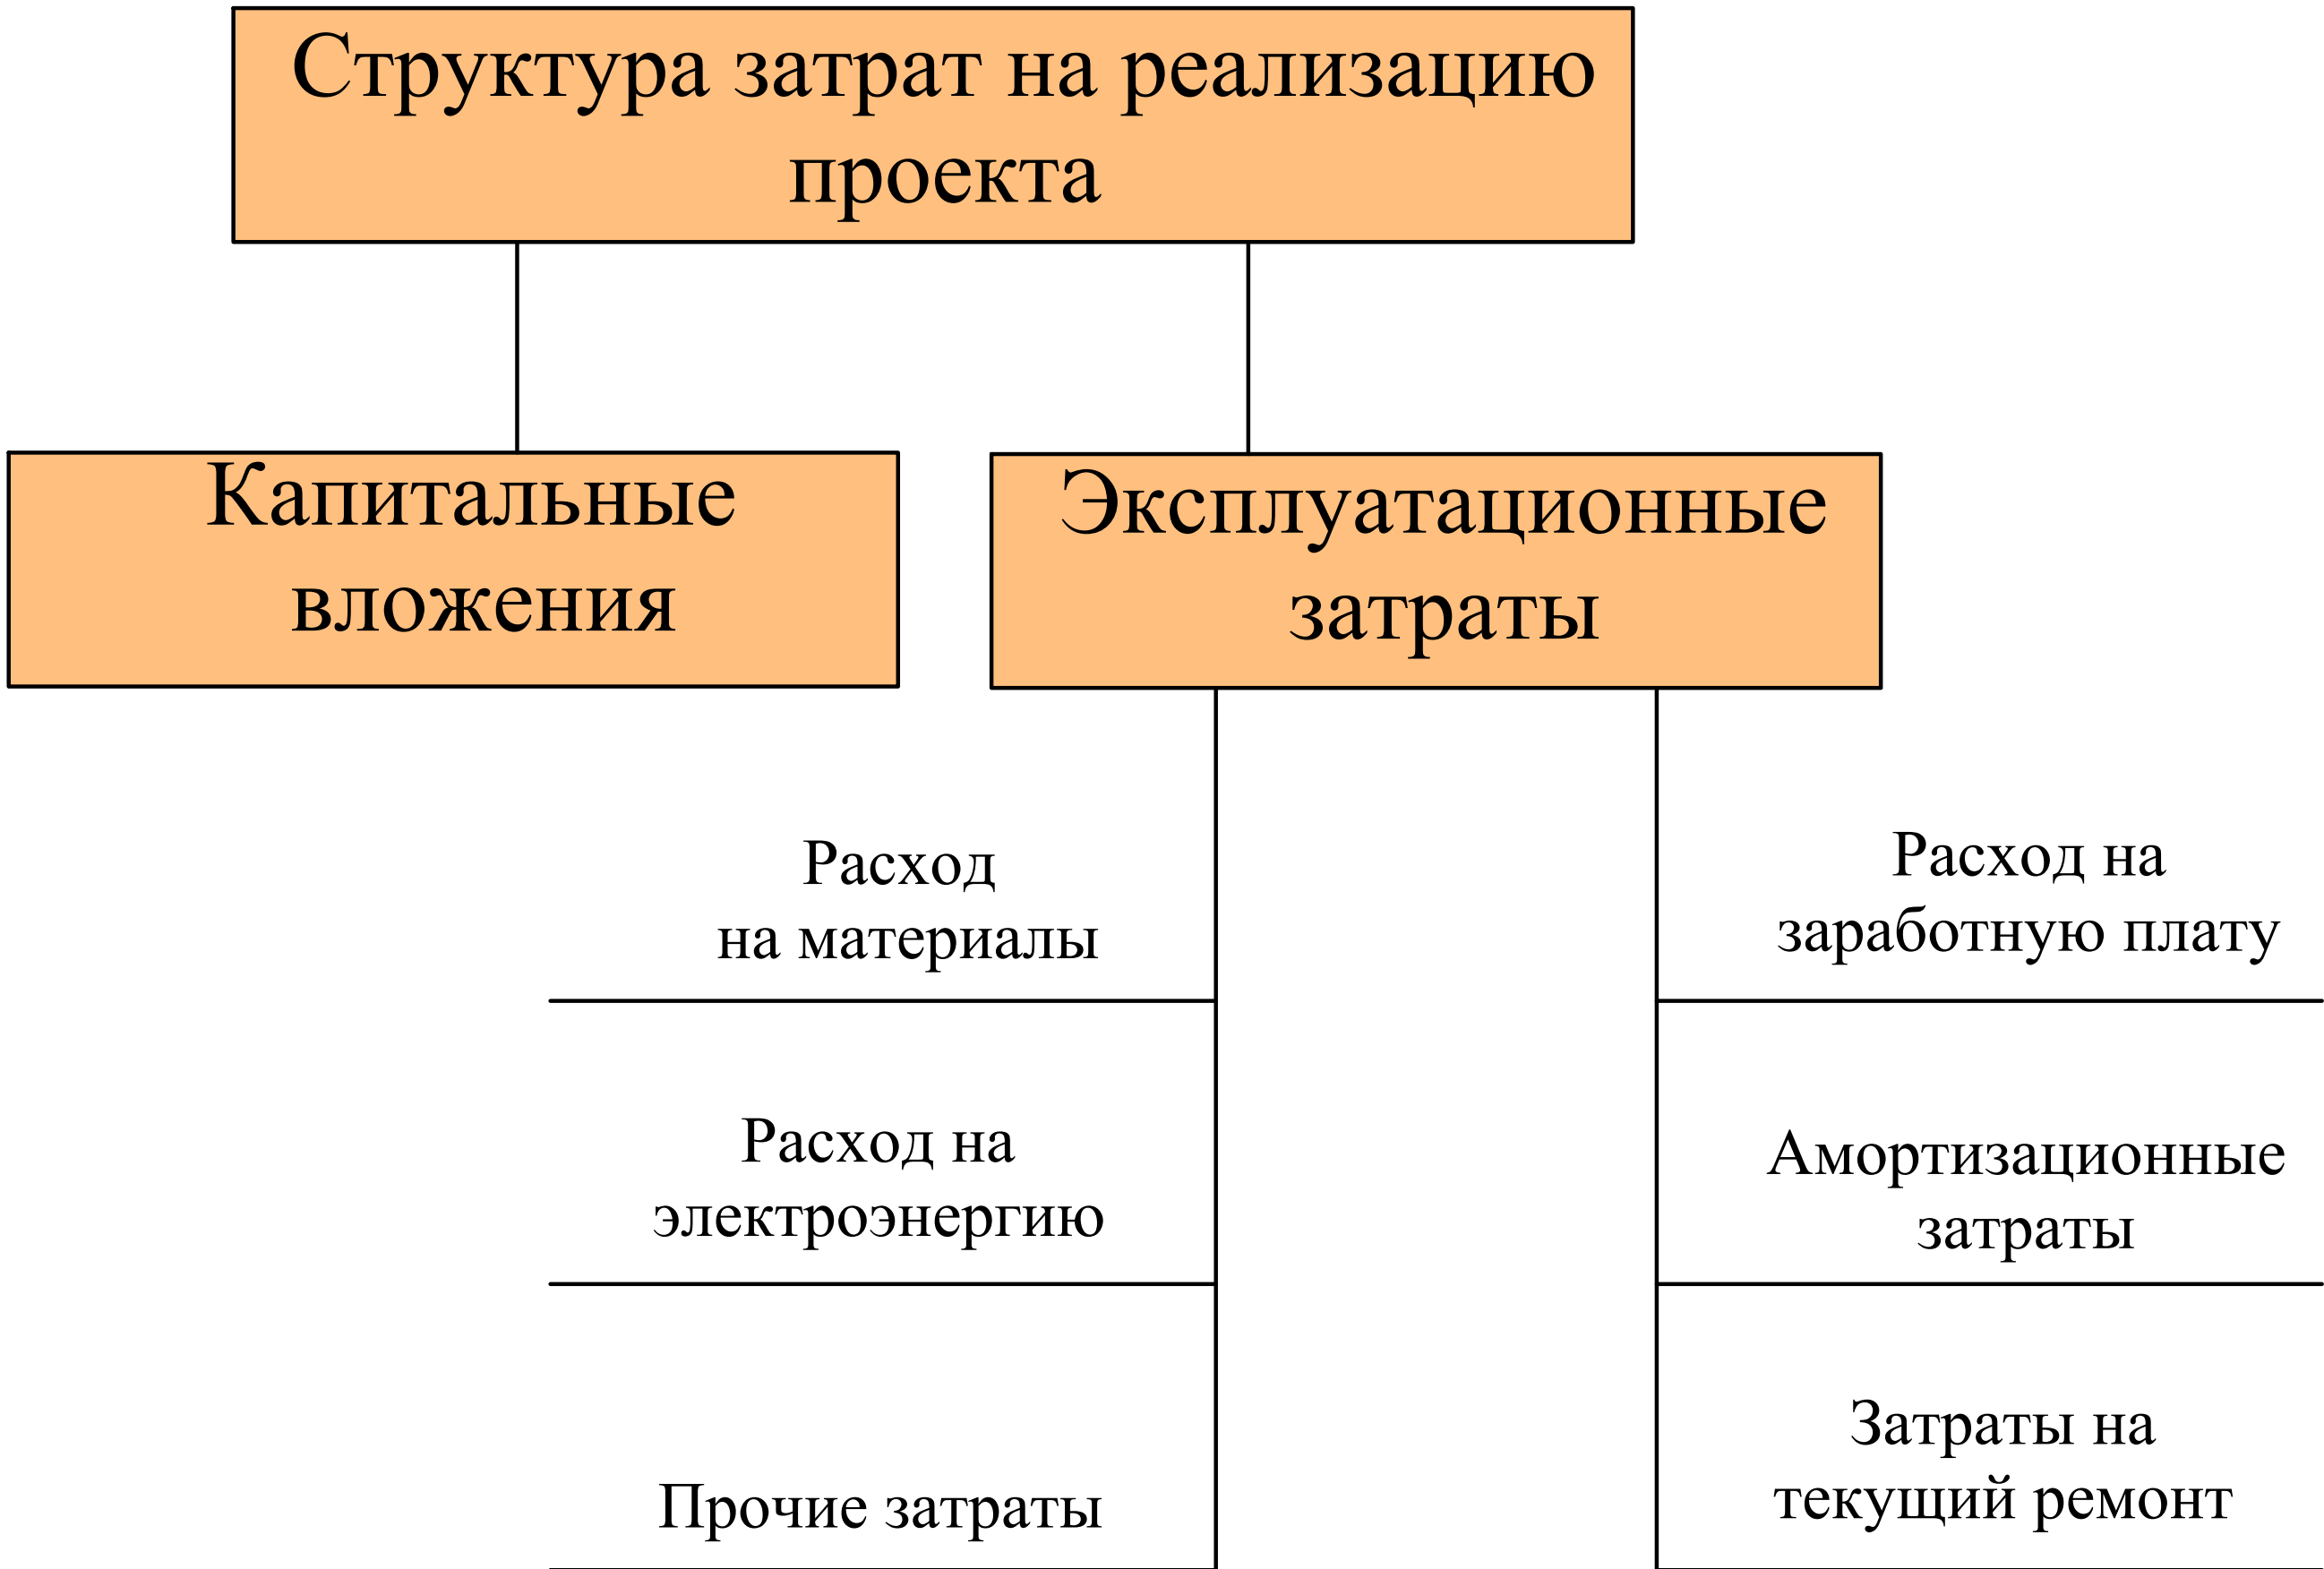 Структура затрат на реализацию
проекта
Капитальные
вложения
Эксплуатационные
затраты
Расход
на материалы
Расход на
заработную плату
Расход на
электроэнергию
Амортизационные
затраты
Прочие затраты
Затраты на
текущий ремонт